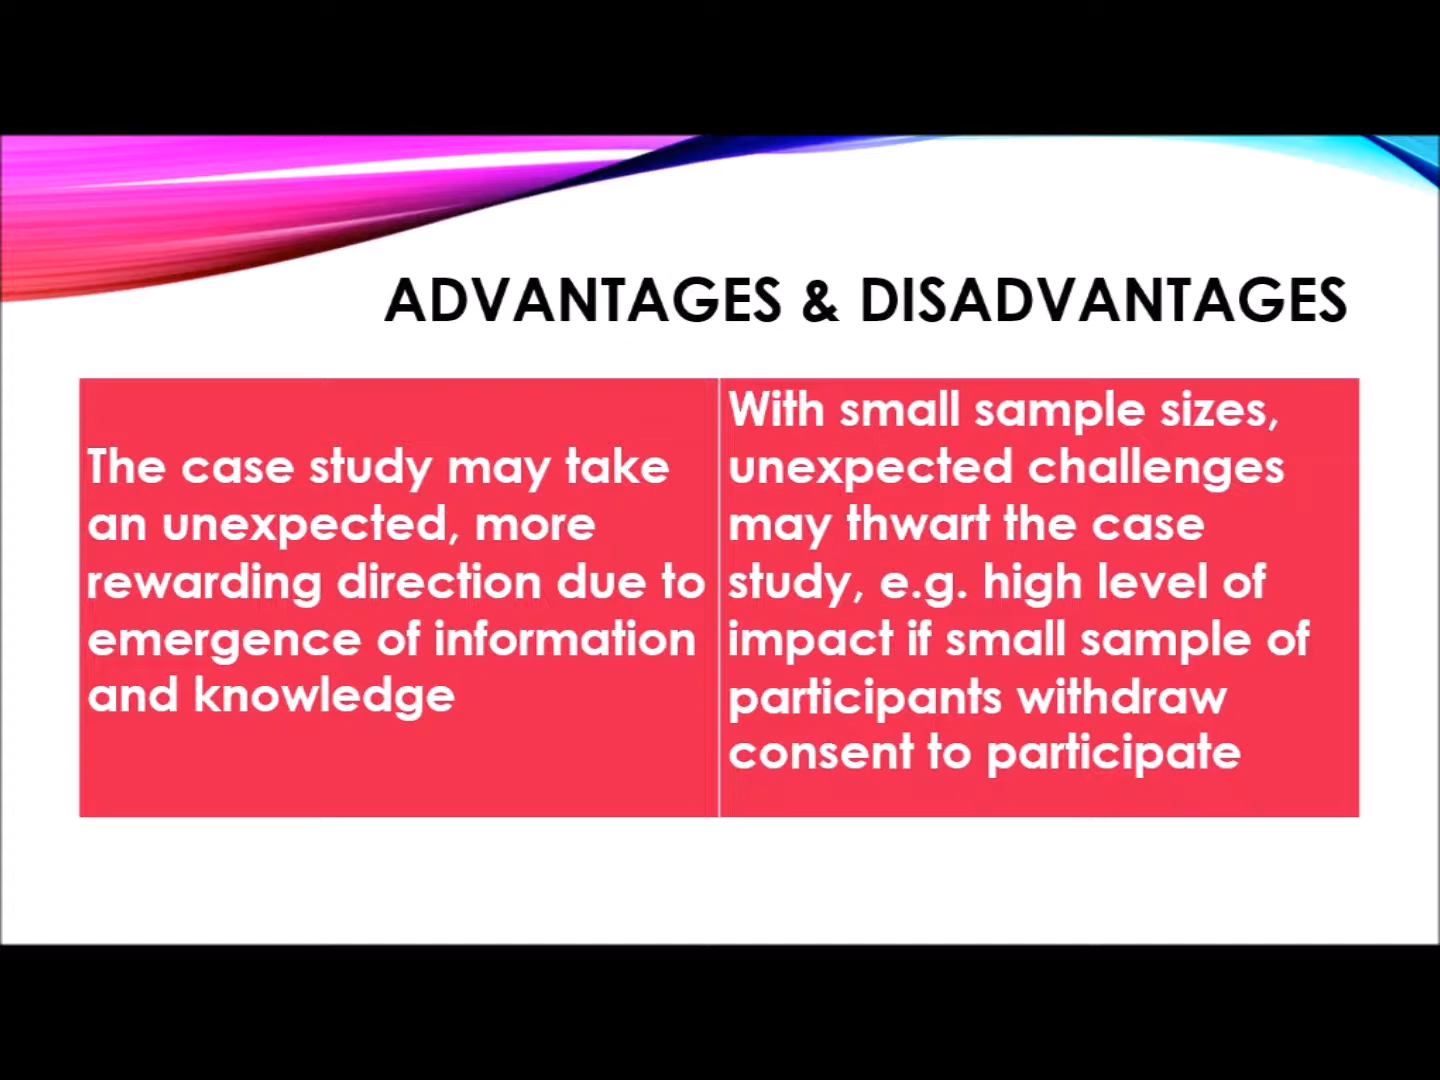 ADVANTAGES & DISADVANTAGES
The case study may take
an unexpected, more
rewarding direction due to
emergence of information
and knowledge
With small sample sizes,
unexpected challenges
may thwart the case
study, e.g. high level of
impact if small sample of
participants withdraw
consent to participate